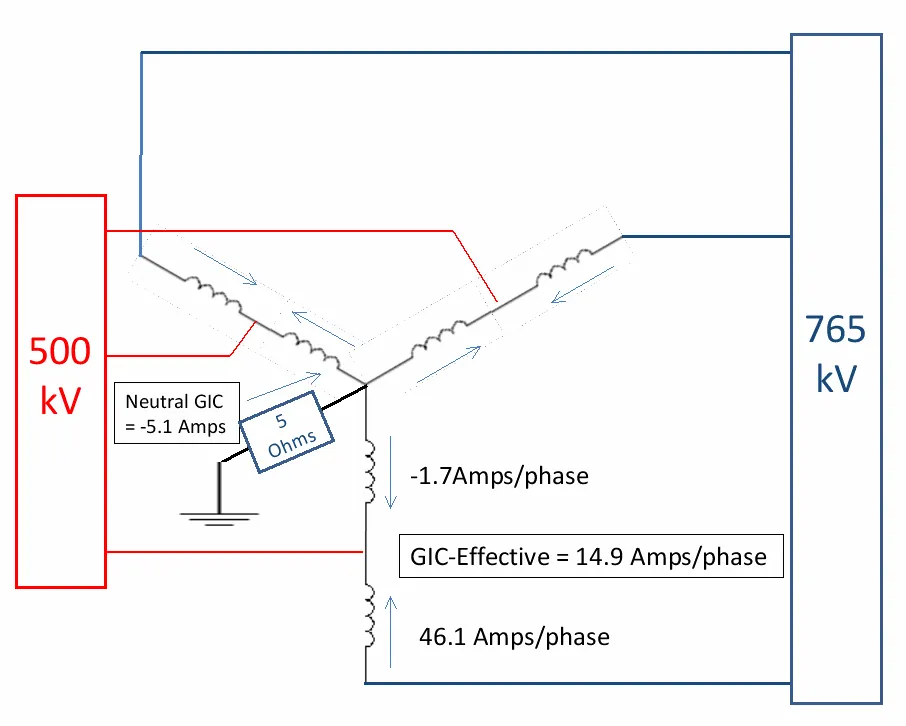 500
kV
765
kV
Neutral GIC
= -5.1 Amps
5
Ohms
-1.7Amps/phase
GIC-Effective = 14.9 Amps/phase
46.1 Amps/phase